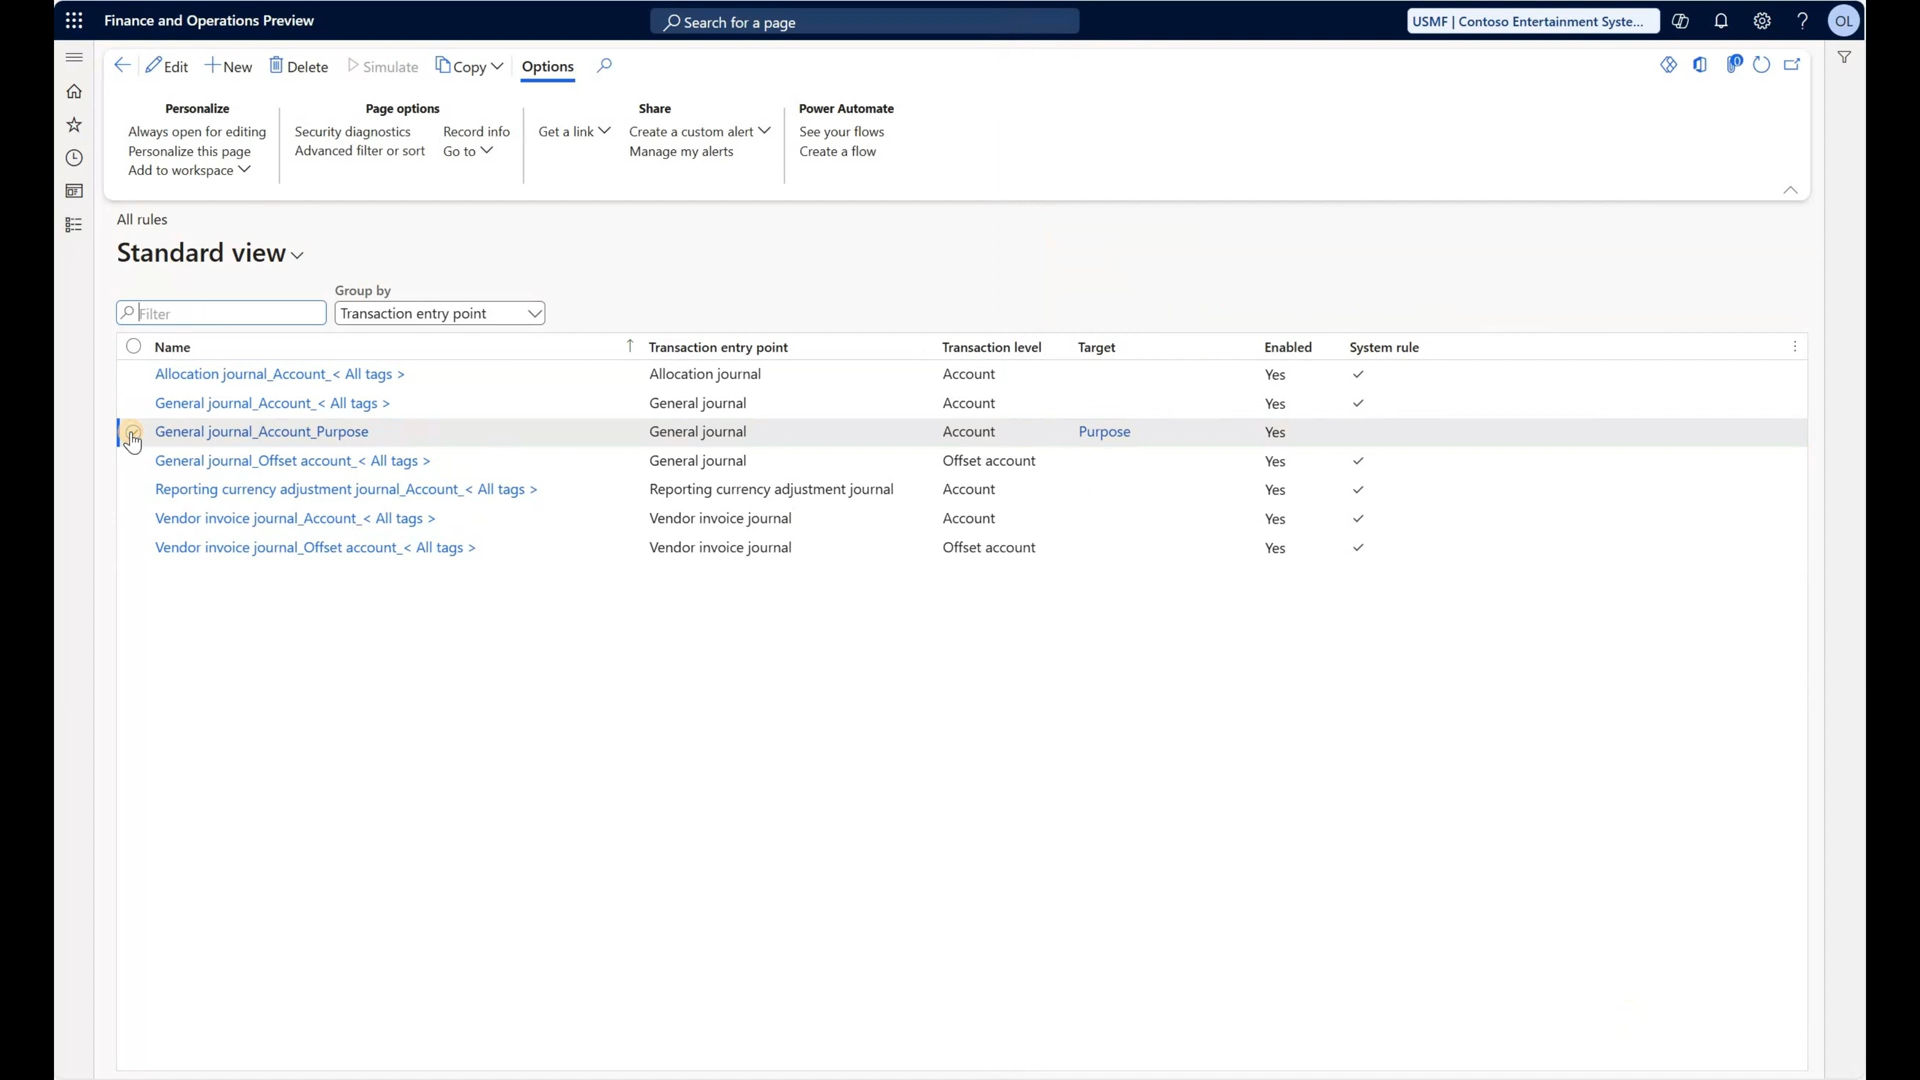 Finance and Operations Preview
Search for a page
USMF | Contoso Entertainment Syste...
OL
Edit
New
Delete
Simulate
Copy
Options
0
Personalize
Always open for editing
Personalize this page
Add to workspace
Page options
Security diagnostics
Advanced filter or sort
Record info
Go to
Share
Get a link
Create a custom alert
Manage my alerts
Power Automate
See your flows
Create a flow
All rules
Standard view
Group by
Filter
Transaction entry point
Name Transaction entry point Transaction level Target Enabled System rule
Allocation journal_Account_< All tags > Allocation journal Account Yes
General journal_Account_< All tags > General journal Account Yes
General journal_Account_Purpose General journal Account Purpose Yes
General journal_Offset account_< All tags > General journal Offset account Yes
Reporting currency adjustment journal_Account_< All tags > Reporting currency adjustment journal Account Yes
Vendor invoice journal_Account_< All tags > Vendor invoice journal Account Yes
Vendor invoice journal_Offset account_< All tags > Vendor invoice journal Offset account Yes